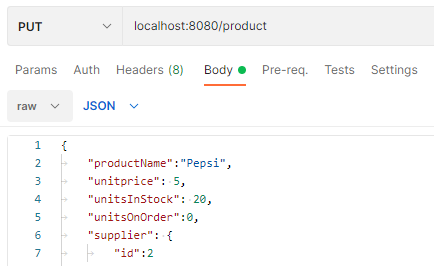 PUT localhost:8080/product
Params Auth Headers (8) Body Pre-req. Tests Settings
raw JSON
1 {
2 "productName":"Pepsi",
3 "unitprice": 5,
4 "unitsInStock": 20,
5 "unitsOnOrder":0,
6 "supplier": {
7 "id":2